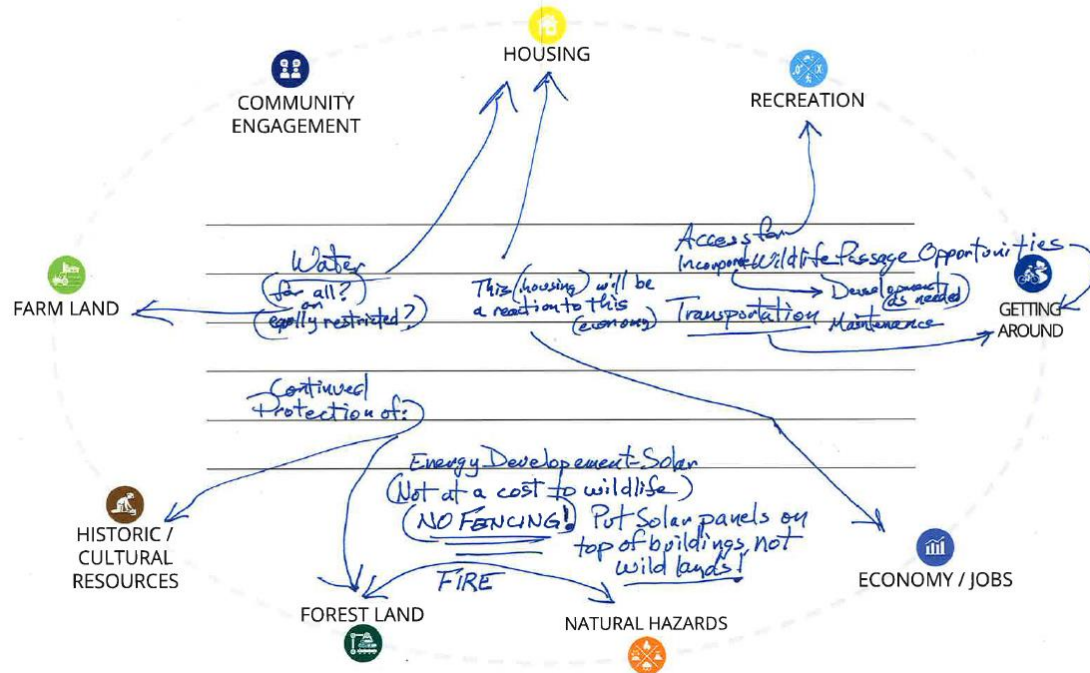 HOUSING
COMMUNITY
ENGAGEMENT
RECREATION
FARM LAND
Water
(for all?
or
equally restricted?)
This (housing) will be
a reaction to this
(economy)
Access for
Incorporate Wildlife Passage Opportunities
Development
(as needed)
Transportation
Maintenance
GETTING
AROUND
Continued
Protection of:
Energy Developement-Solar
(Not at a cost to wildlife)
(NO FENCING!)
Put Solar panels on
top of buildings, not
wild lands!
HISTORIC /
CULTURAL
RESOURCES
FIRE
FOREST LAND
NATURAL HAZARDS
ECONOMY / JOBS